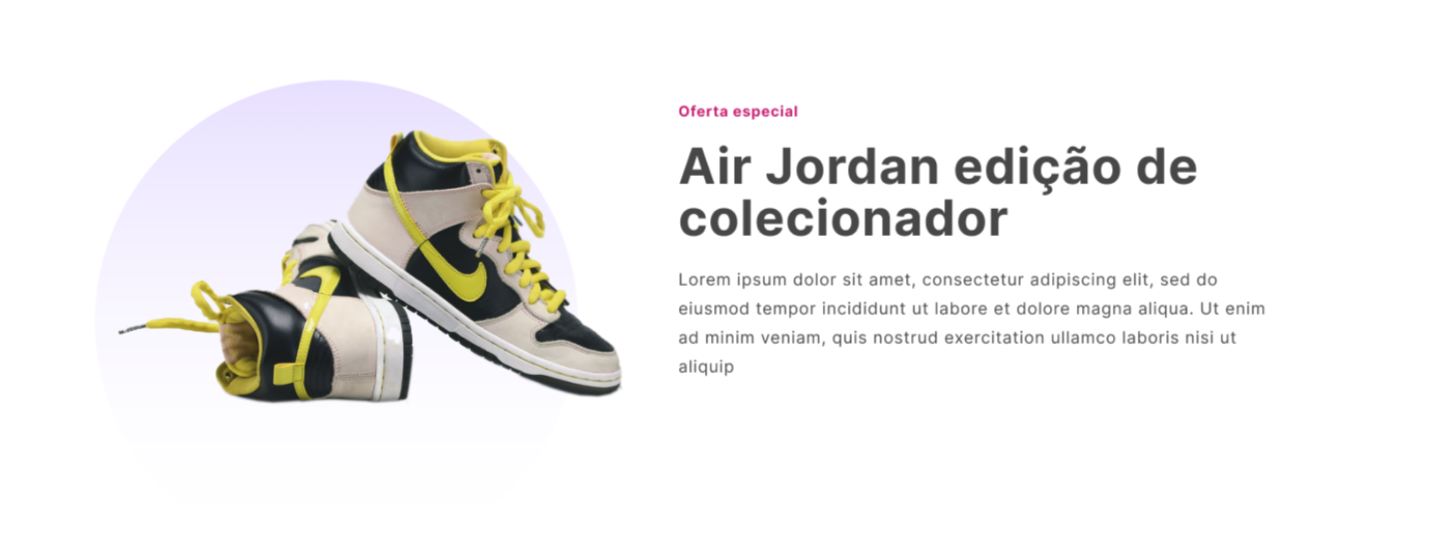 Oferta especial
Air Jordan edição de
colecionador
Lorem ipsum dolor sit amet, consectetur adipiscing elit, sed do
eiusmod tempor incididunt ut labore et dolore magna aliqua. Ut enim
ad minim veniam, quis nostrud exercitation ullamco laboris nisi ut
aliquip